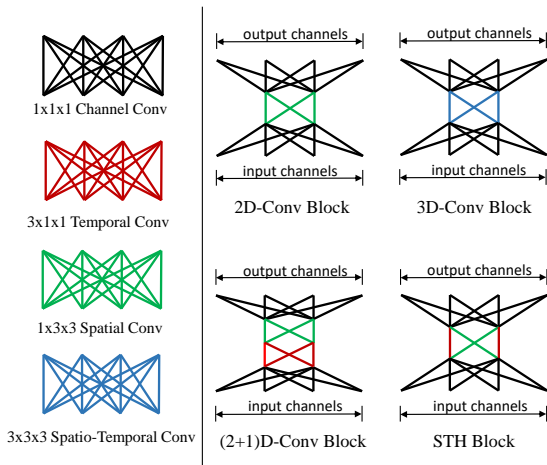 1x1x1 Channel Conv
3x1x1 Temporal Conv
1x3x3 Spatial Conv
3x3x3 Spatio-Temporal Conv
output channels
input channels
2D-Conv Block
output channels
input channels
3D-Conv Block
output channels
input channels
(2+1)D-Conv Block
output channels
input channels
STH Block